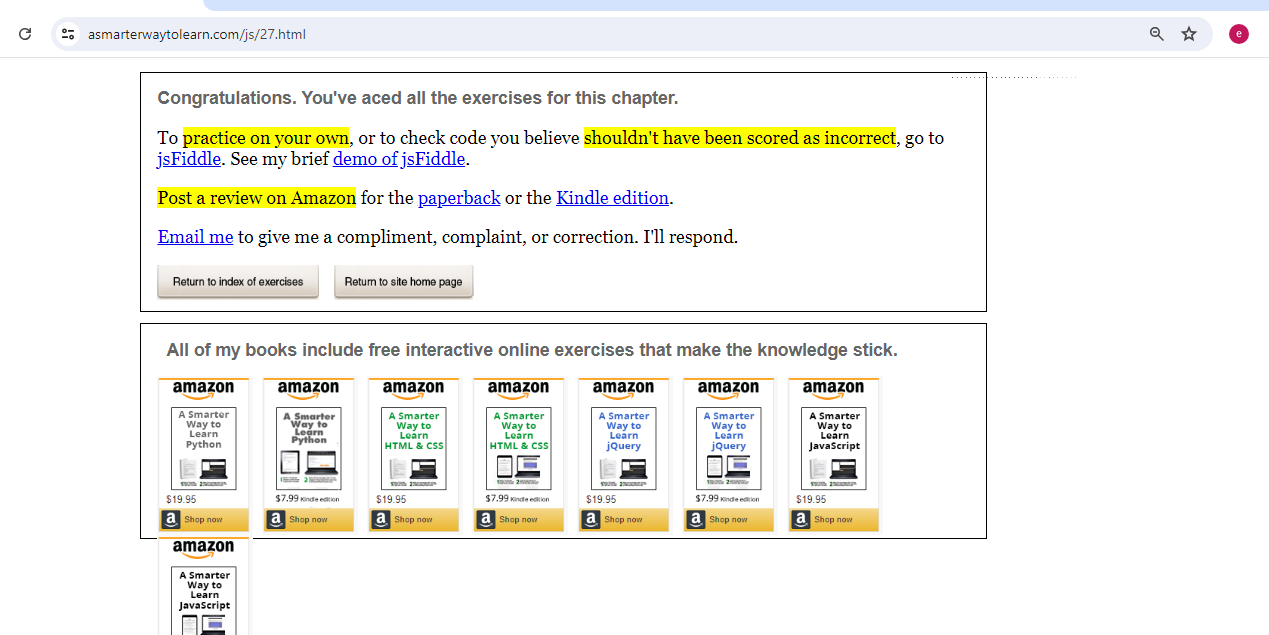 asmarterwaytolearn.com/js/27.html
e
Congratulations. You've aced all the exercises for this chapter.
To practice on your own, or to check code you believe shouldn't have been scored as incorrect, go to
jsFiddle. See my brief demo of jsFiddle.
Post a review on Amazon for the paperback or the Kindle edition.
Email me to give me a compliment, complaint, or correction. I'll respond.
Return to index of exercises Return to site home page
All of my books include free interactive online exercises that make the knowledge stick.
amazon amazon amazon amazon amazon amazon amazon
A Smarter A Smarter A Smarter A Smarter A Smarter A Smarter A Smarter
Way to Way to Way to Way to Way to Way to Way to
Learn Learn Learn Learn Learn Learn Learn
Python Python HTML & CSS HTML & CSS jQuery jQuery JavaScript
$19.95 $7.99 Kindle edition $19.95 $7.99 Kindle edition $19.95 $7.99 Kindle edition $19.95
a Shop now a Shop now a Shop now a Shop now a Shop now a Shop now a Shop now
amazon
A Smarter
Way to
Learn
JavaScript